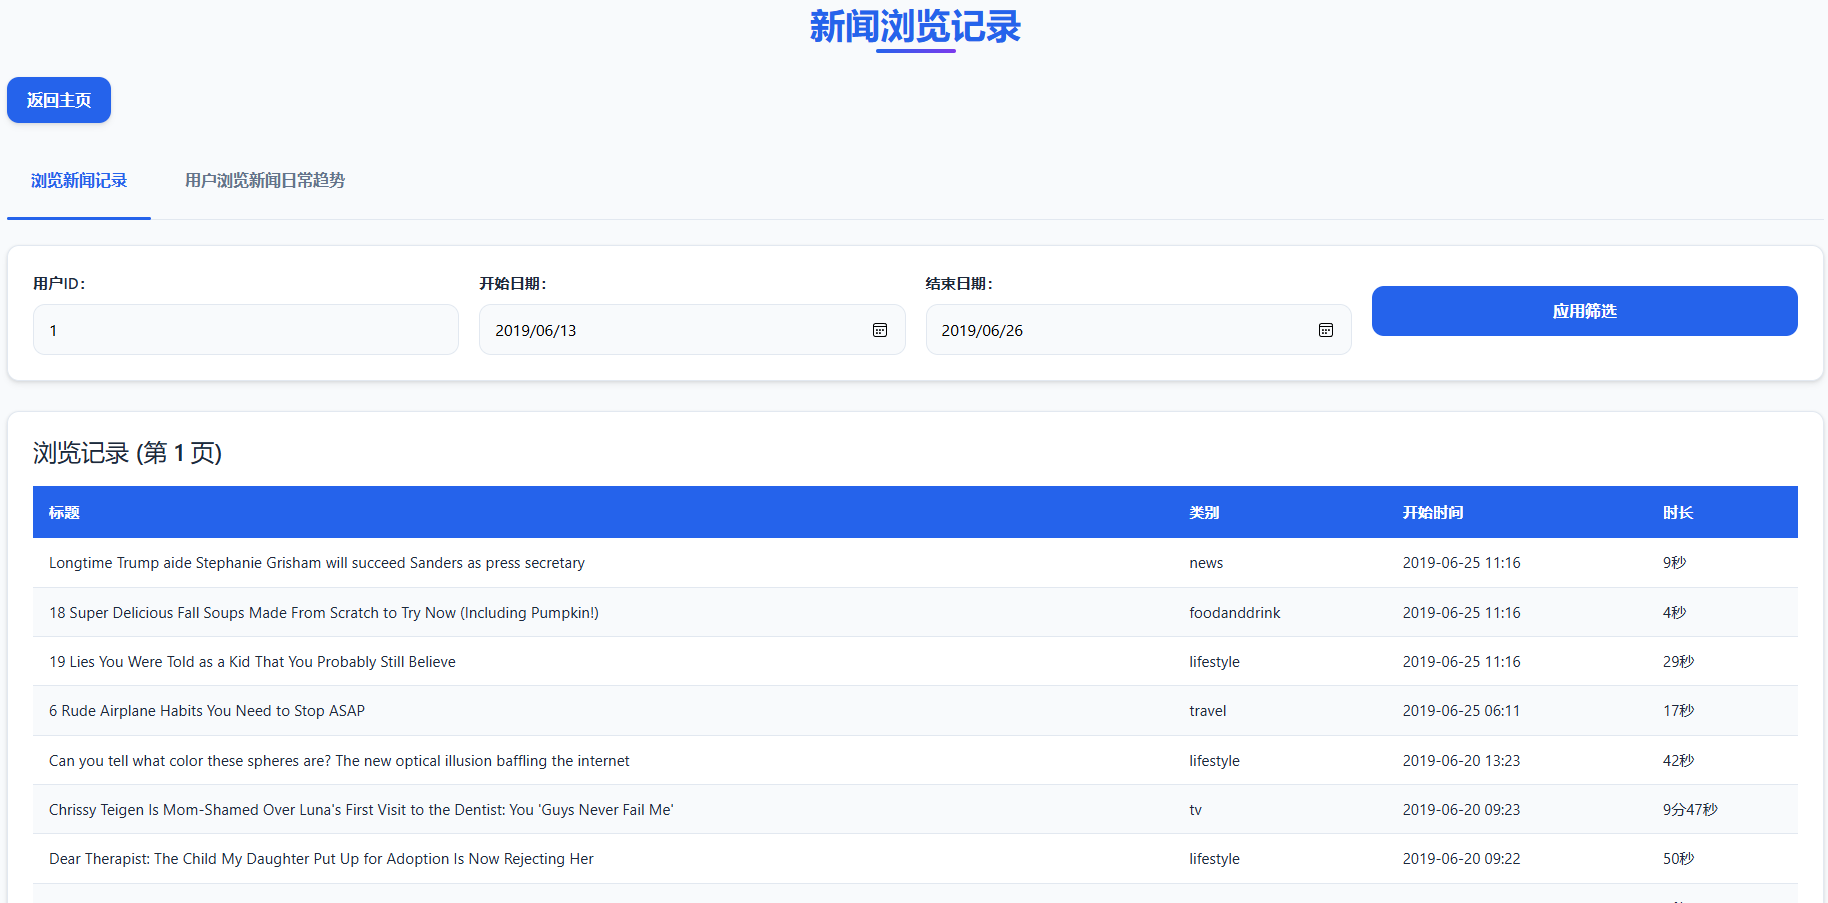 新闻浏览记录
返回主页
浏览新闻记录 用户浏览新闻日常趋势
用户ID： 开始日期： 结束日期：
1 2019/06/13 2019/06/26 应用筛选
浏览记录 (第 1 页)
标题 类别 开始时间 时长
Longtime Trump aide Stephanie Grisham will succeed Sanders as press secretary news 2019-06-25 11:16 9秒
18 Super Delicious Fall Soups Made From Scratch to Try Now (Including Pumpkin!) foodanddrink 2019-06-25 11:16 4秒
19 Lies You Were Told as a Kid That You Probably Still Believe lifestyle 2019-06-25 11:16 29秒
6 Rude Airplane Habits You Need to Stop ASAP travel 2019-06-25 06:11 17秒
Can you tell what color these spheres are? The new optical illusion baffling the internet lifestyle 2019-06-20 13:23 42秒
Chrissy Teigen Is Mom-Shamed Over Luna's First Visit to the Dentist: You 'Guys Never Fail Me' tv 2019-06-20 09:23 9分47秒
Dear Therapist: The Child My Daughter Put Up for Adoption Is Now Rejecting Her lifestyle 2019-06-20 09:22 50秒